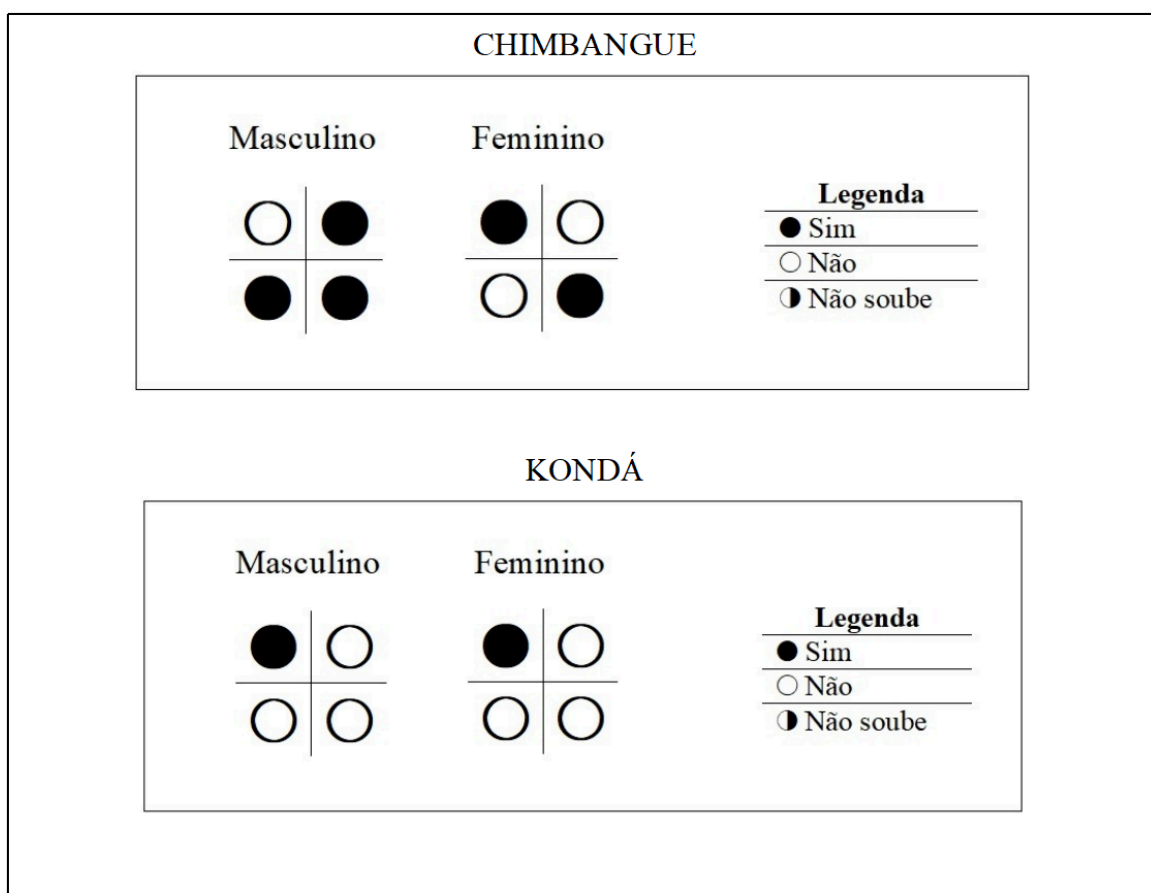 CHIMBANGUE
Masculino
Feminino
Legenda
Sim
Não
Não soube
KONDÁ
Masculino
Feminino
Legenda
Sim
Não
Não soube